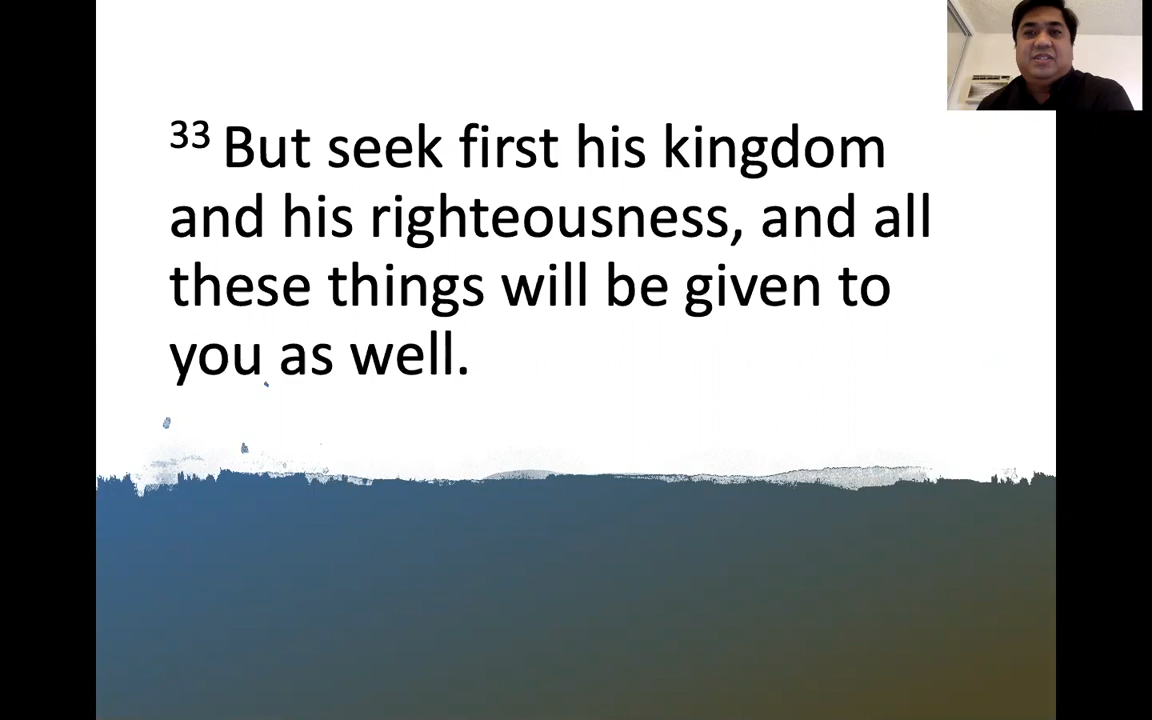 33 But seek first his kingdom
and his righteousness, and all
these things will be given to
you as well.